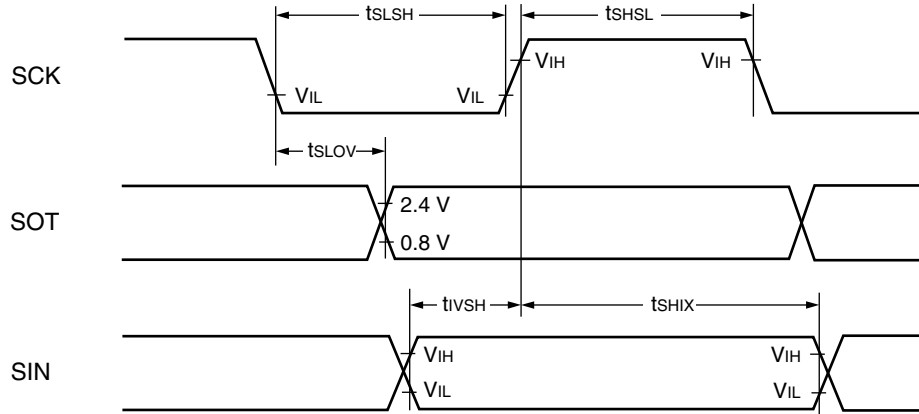 tSLSH tSHSL
SCK VIL VIL VIH VIH
tSLOV
SOT 2.4 V
0.8 V
tIVSH tSHIX
SIN VIH VIH
VIL VIL